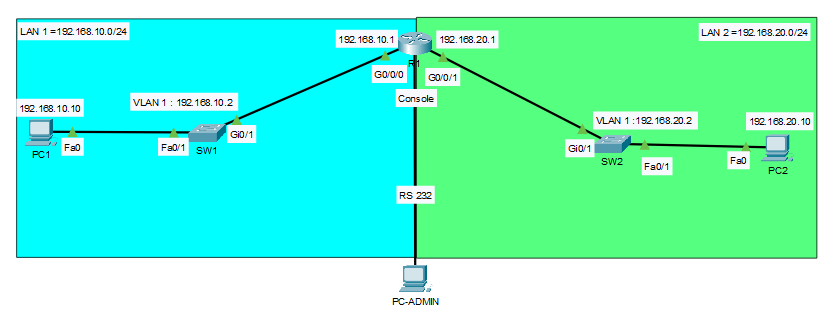 LAN 1 =192.168.10.0/24
LAN 2 =192.168.20.0/24
192.168.10.1
192.168.20.1
R1
G0/0/0
G0/0/1
Console
192.168.10.10
VLAN 1 : 192.168.10.2
VLAN 1 :192.168.20.2
192.168.20.10
Gi0/1
Fa0
Fa0/1
PC1
SW1
Gi0/1
SW2
Fa0/1
Fa0
PC2
RS 232
PC-ADMIN